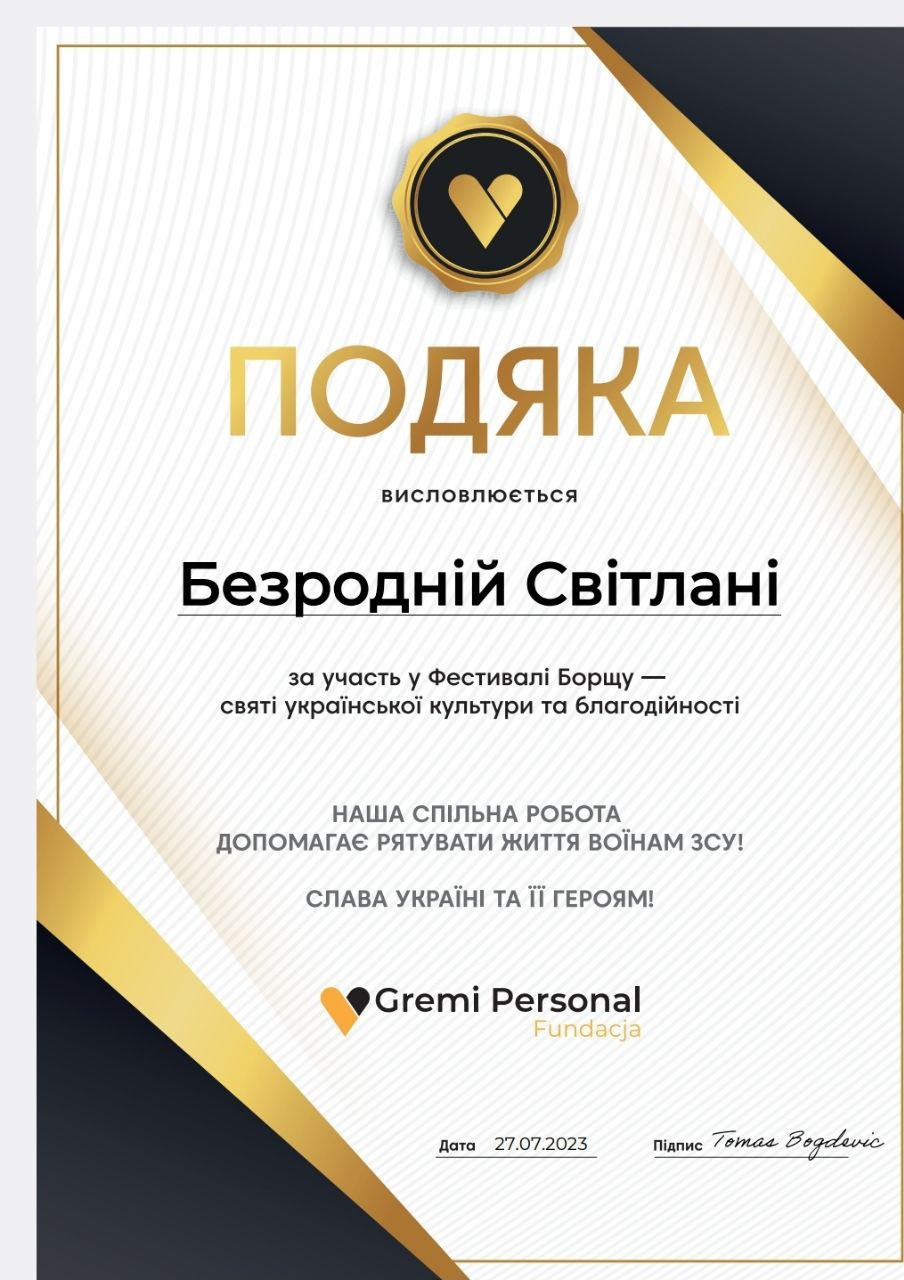 ПОДЯКА
висловлюється
Безродній Світлані
за участь у Фестивалі Борщу —
святі української культури та благодійності
НАША СПІЛЬНА РОБОТА
ДОПОМАГАЄ РЯТУВАТИ ЖИТТЯ ВОЇНАМ ЗСУ!
СЛАВА УКРАЇНІ ТА ЇЇ ГЕРОЯМ!
Gremi Personal
Fundacja
Дата 27.07.2023 Підпис Tomas Bogdevic